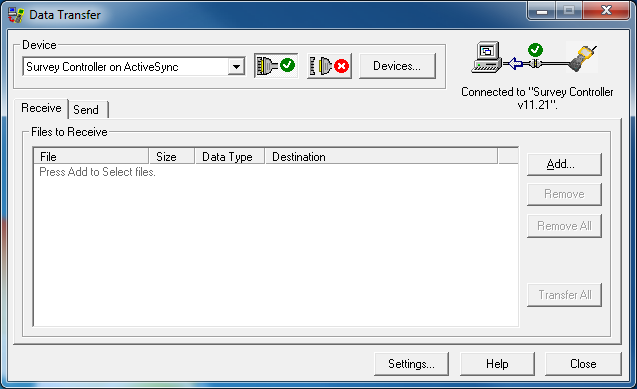 Data Transfer
Device
Survey Controller on ActiveSync
Devices...
Connected to "Survey Controller
v11.21".
Receive
Send
Files to Receive
File Size Data Type Destination
Press Add to Select files.
Add...
Remove
Remove All
Transfer All
Settings...
Help
Close